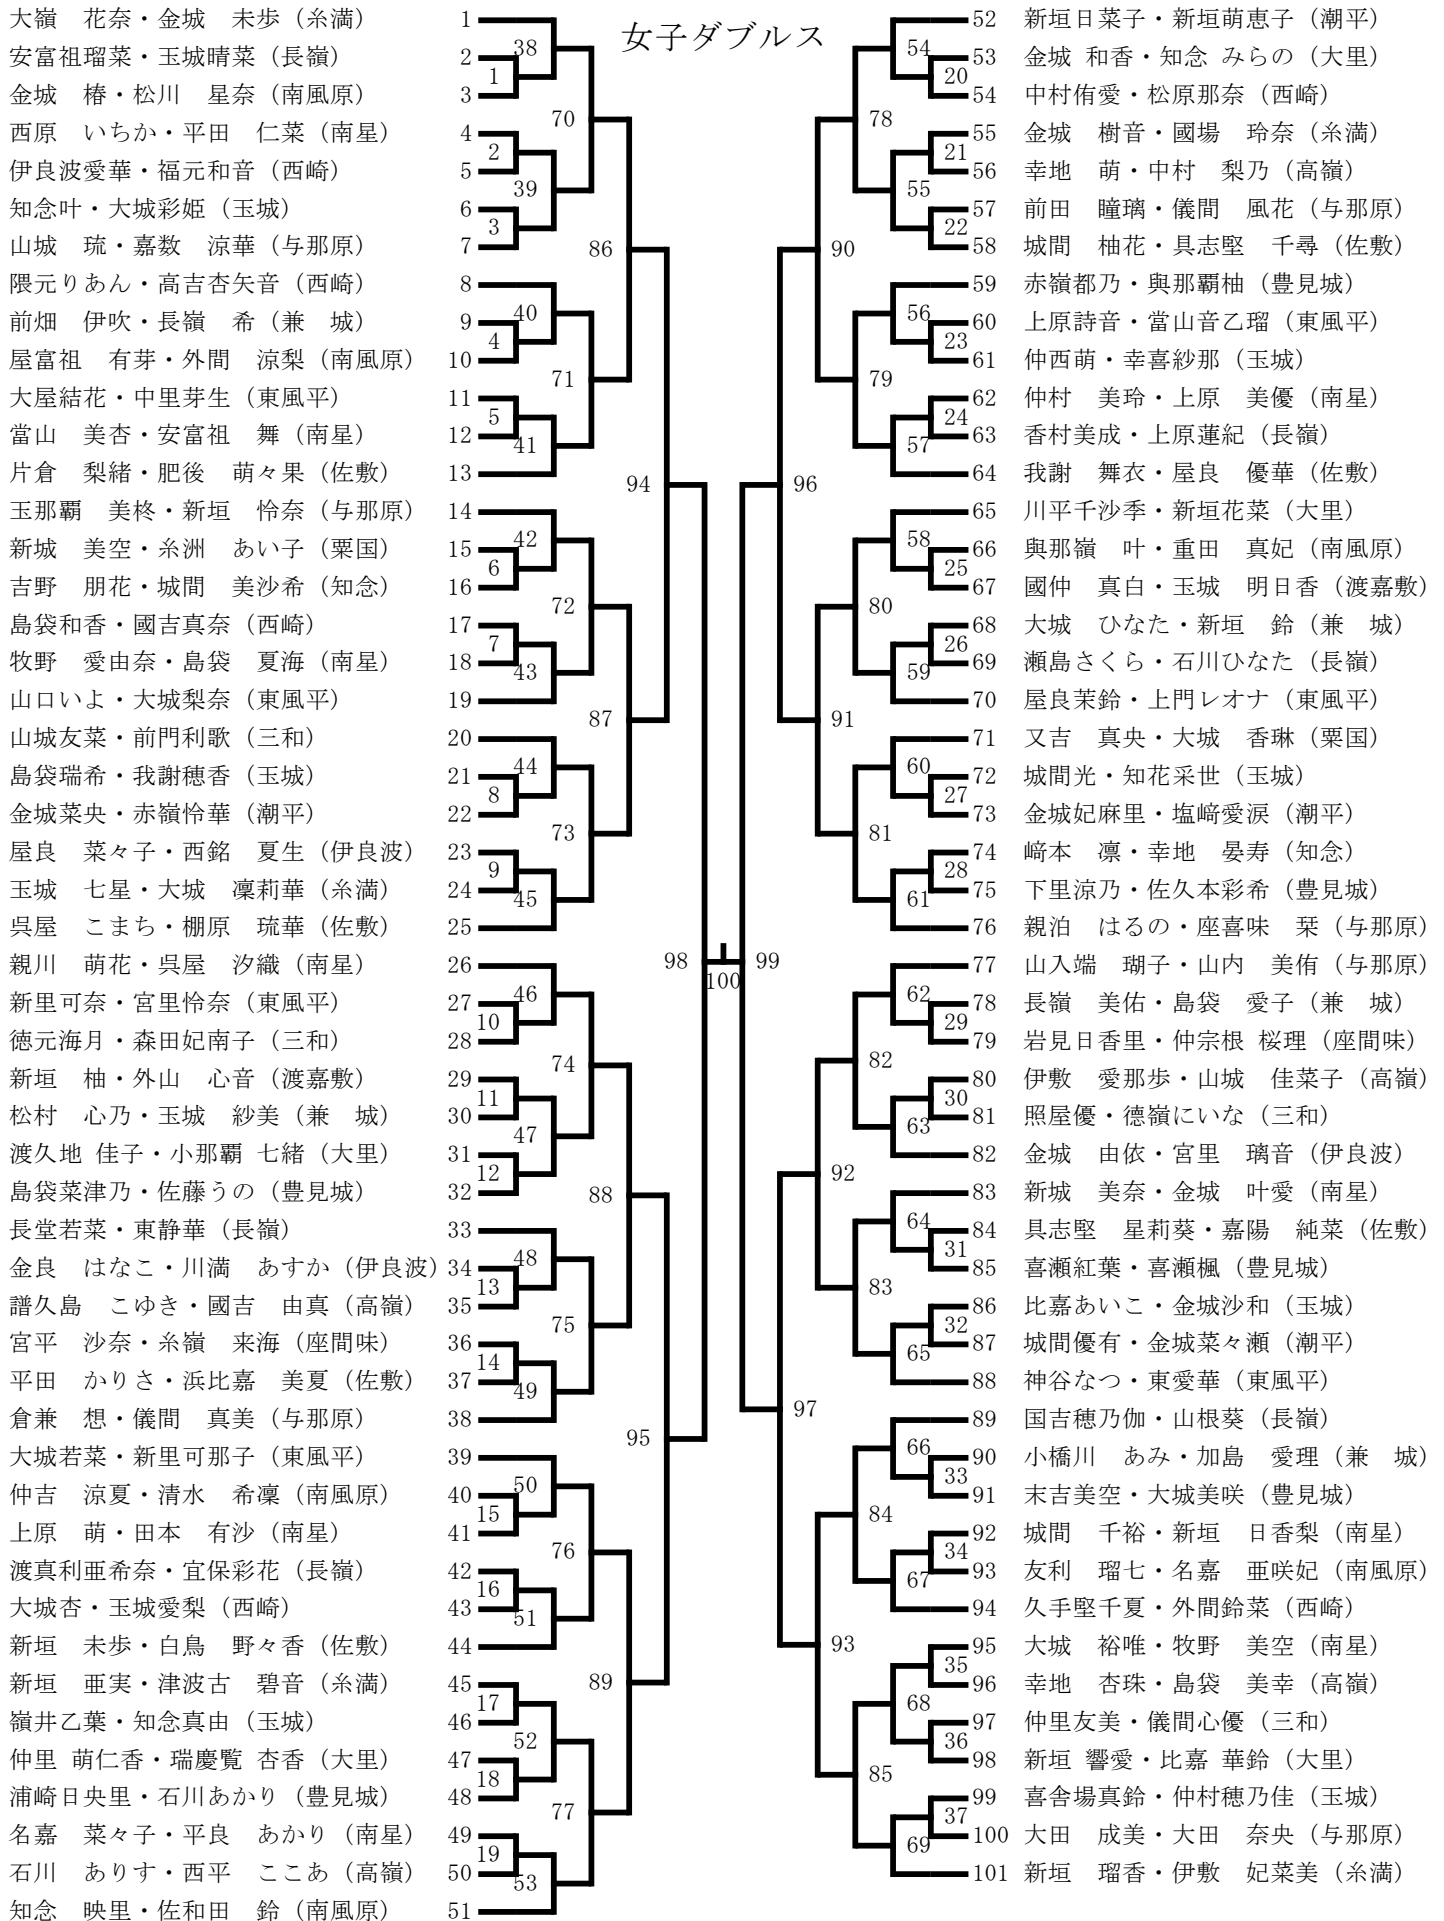 女子ダブルス
大嶺　花奈・金城　未歩（糸満） 1
安富祖瑠菜・玉城晴菜（長嶺） 2
金城　椿・松川　星奈（南風原） 3
西原　いちか・平田　仁菜（南星） 4
伊良波愛華・福元和音（西崎） 5
知念叶・大城彩姫（玉城） 6
山城　琉・嘉数　涼華（与那原） 7
隈元りあん・高吉杏矢音（西崎） 8
前畑　伊吹・長嶺　希（兼　城） 9
屋富祖　有芽・外間　涼梨（南風原） 10
大屋結花・中里芽生（東風平） 11
當山　美杏・安富祖　舞（南星） 12
片倉　梨緒・肥後　萌々果（佐敷） 13
玉那覇　美柊・新垣　怜奈（与那原） 14
新城　美空・糸洲　あい子（粟国） 15
吉野　朋花・城間　美沙希（知念） 16
島袋和香・國吉真奈（西崎） 17
牧野　愛由奈・島袋　夏海（南星） 18
山口いよ・大城梨奈（東風平） 19
山城友菜・前門利歌（三和） 20
島袋瑞希・我謝穂香（玉城） 21
金城菜央・赤嶺怜華（潮平） 22
屋良　菜々子・西銘　夏生（伊良波） 23
玉城　七星・大城　凜莉華（糸満） 24
呉屋　こまち・棚原　琉華（佐敷） 25
親川　萌花・呉屋　汐織（南星） 26
新里可奈・宮里怜奈（東風平） 27
徳元海月・森田妃南子（三和） 28
新垣　柚・外山　心音（渡嘉敷） 29
松村　心乃・玉城　紗美（兼　城） 30
渡久地 佳子・小那覇 七緒（大里） 31
島袋菜津乃・佐藤うの（豊見城） 32
長堂若菜・東静華（長嶺） 33
金良　はなこ・川満　あすか（伊良波） 34
譜久島　こゆき・國吉　由真（高嶺） 35
宮平　沙奈・糸嶺　来海（座間味） 36
平田　かりさ・浜比嘉　美夏（佐敷） 37
倉兼　想・儀間　真美（与那原） 38
大城若菜・新里可那子（東風平） 39
仲吉　涼夏・清水　希凜（南風原） 40
上原　萌・田本　有沙（南星） 41
渡真利亜希奈・宜保彩花（長嶺） 42
大城杏・玉城愛梨（西崎） 43
新垣　未歩・白鳥　野々香（佐敷） 44
新垣　亜実・津波古　碧音（糸満） 45
嶺井乙葉・知念真由（玉城） 46
仲里 萌仁香・瑞慶覧 杏香（大里） 47
浦崎日央里・石川あかり（豊見城） 48
名嘉　菜々子・平良　あかり（南星） 49
石川　ありす・西平　ここあ（高嶺） 50
知念　映里・佐和田　鈴（南風原） 51
1
2
3
4
5
6
7
8
9
10
11
12
13
14
15
16
17
18
19
38
39
40
41
42
43
44
45
46
47
48
49
50
51
52
53
70
71
72
73
74
75
76
77
86
87
88
89
94
95
98
100
99
96
97
90
91
92
93
78
79
80
81
82
83
84
85
54
55
56
57
58
59
60
61
62
63
64
65
66
67
68
69
20
21
22
23
24
25
26
27
28
29
30
31
32
33
34
35
36
37
52 新垣日菜子・新垣萌恵子（潮平）
53 金城 和香・知念 みらの（大里）
54 中村侑愛・松原那奈（西崎）
55 金城　樹音・國場　玲奈（糸満）
56 幸地　萌・中村　梨乃（高嶺）
57 前田　瞳璃・儀間　風花（与那原）
58 城間　柚花・具志堅　千尋（佐敷）
59 赤嶺都乃・與那覇柚（豊見城）
60 上原詩音・當山音乙瑠（東風平）
61 仲西萌・幸喜紗那（玉城）
62 仲村　美玲・上原　美優（南星）
63 香村美成・上原蓮紀（長嶺）
64 我謝　舞衣・屋良　優華（佐敷）
65 川平千沙季・新垣花菜（大里）
66 與那嶺　叶・重田　真妃（南風原）
67 國仲　真白・玉城　明日香（渡嘉敷）
68 大城　ひなた・新垣　鈴（兼　城）
69 瀬島さくら・石川ひなた（長嶺）
70 屋良茉鈴・上門レオナ（東風平）
71 又吉　真央・大城　香琳（粟国）
72 城間光・知花采世（玉城）
73 金城妃麻里・塩﨑愛涙（潮平）
74 﨑本　凛・幸地　晏寿（知念）
75 下里涼乃・佐久本彩希（豊見城）
76 親泊　はるの・座喜味　栞（与那原）
77 山入端　瑚子・山内　美侑（与那原）
78 長嶺　美佑・島袋　愛子（兼　城）
79 岩見日香里・仲宗根 桜理（座間味）
80 伊敷　愛那歩・山城　佳菜子（高嶺）
81 照屋優・德嶺にいな（三和）
82 金城　由依・宮里　璃音（伊良波）
83 新城　美奈・金城　叶愛（南星）
84 具志堅　星莉葵・嘉陽　純菜（佐敷）
85 喜瀬紅葉・喜瀬楓（豊見城）
86 比嘉あいこ・金城沙和（玉城）
87 城間優有・金城菜々瀬（潮平）
88 神谷なつ・東愛華（東風平）
89 国吉穂乃伽・山根葵（長嶺）
90 小橋川　あみ・加島　愛理（兼　城）
91 末吉美空・大城美咲（豊見城）
92 城間　千裕・新垣　日香梨（南星）
93 友利　瑠七・名嘉　亜咲妃（南風原）
94 久手堅千夏・外間鈴菜（西崎）
95 大城　裕唯・牧野　美空（南星）
96 幸地　杏珠・島袋　美幸（高嶺）
97 仲里友美・儀間心優（三和）
98 新垣 響愛・比嘉 華鈴（大里）
99 喜舎場真鈴・仲村穂乃佳（玉城）
100 大田　成美・大田　奈央（与那原）
101 新垣　瑠香・伊敷　妃菜美（糸満）